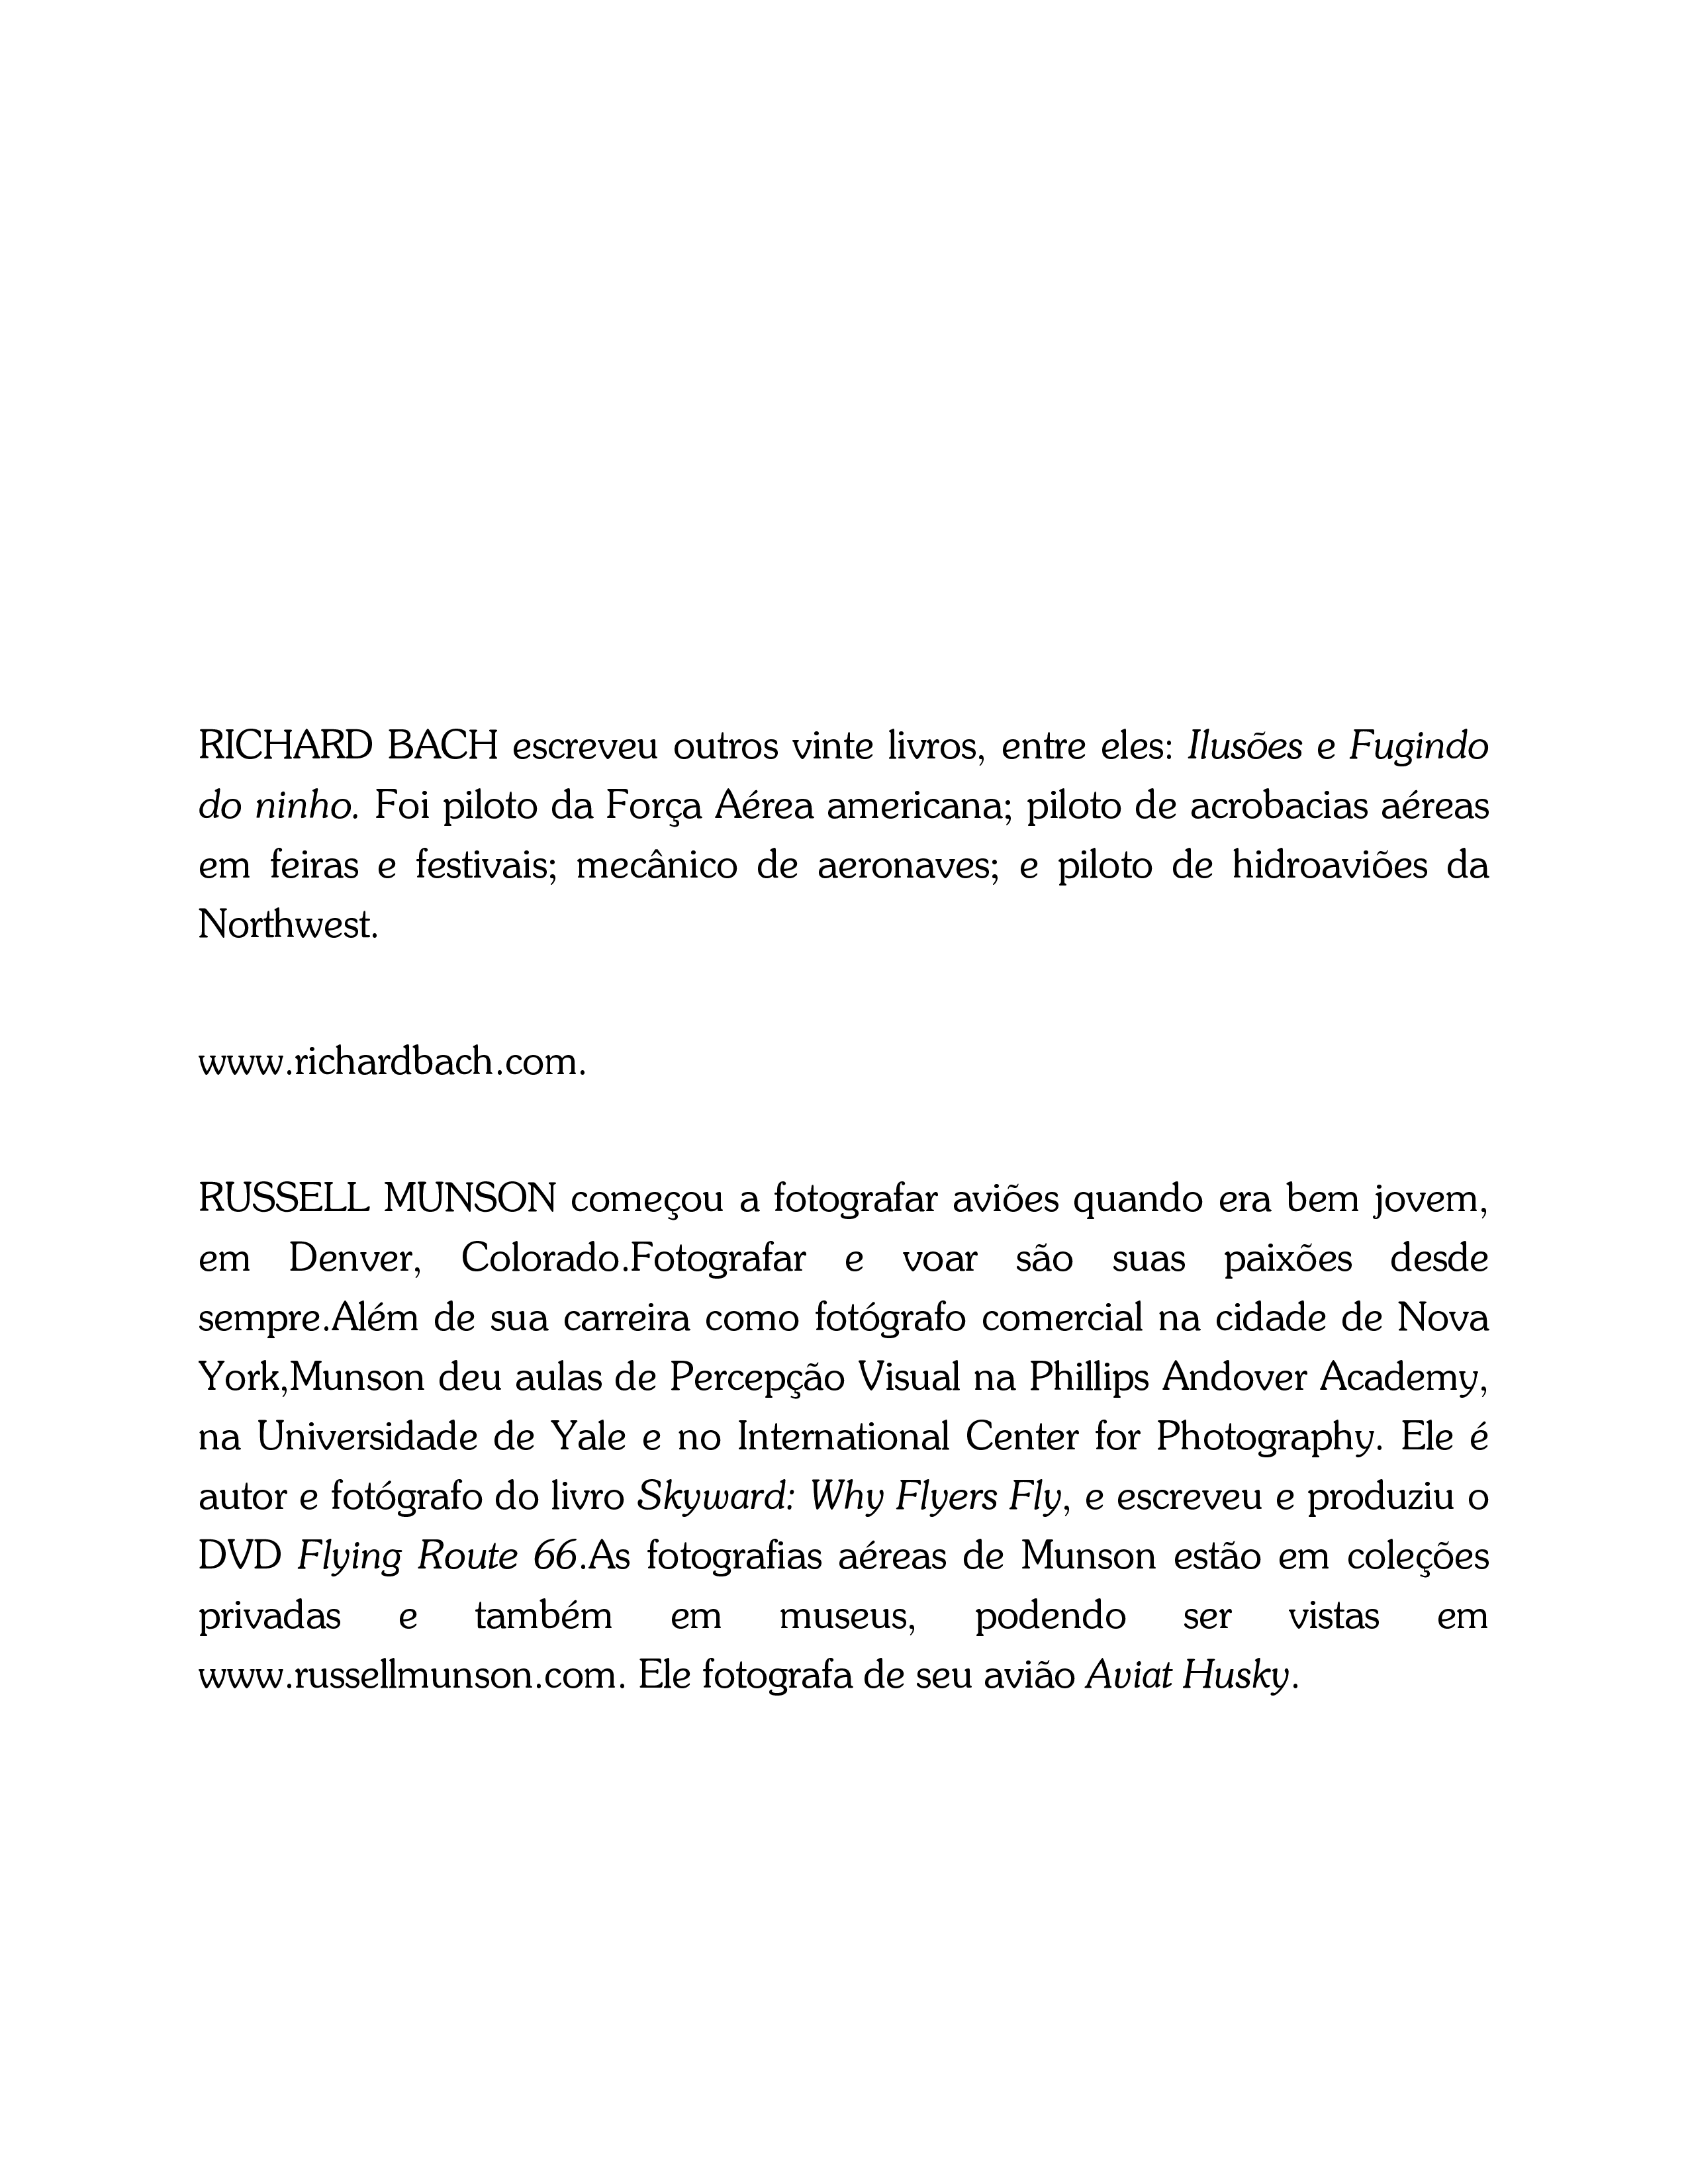 RICHARD BACH escreveu outros vinte livros, entre eles: Ilusões e Fugindo
do ninho. Foi piloto da Força Aérea americana; piloto de acrobacias aéreas
em feiras e festivais; mecânico de aeronaves; e piloto de hidroaviões da
Northwest.
www.richardbach.com.
RUSSELL MUNSON começou a fotografar aviões quando era bem jovem,
em Denver, Colorado.Fotografar e voar são suas paixões desde
sempre.Além de sua carreira como fotógrafo comercial na cidade de Nova
York,Munson deu aulas de Percepção Visual na Phillips Andover Academy,
na Universidade de Yale e no International Center for Photography. Ele é
autor e fotógrafo do livro Skyward: Why Flyers Fly, e escreveu e produziu o
DVD Flying Route 66.As fotografias aéreas de Munson estão em coleções
privadas e também em museus, podendo ser vistas em
www.russellmunson.com. Ele fotografa de seu avião Aviat Husky.